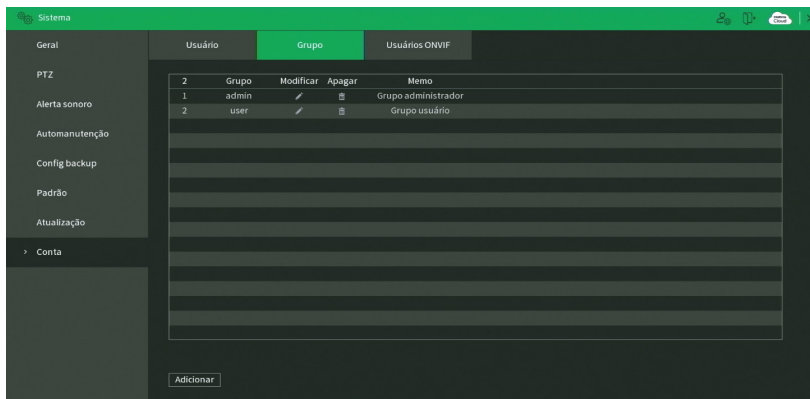 Sistema
Cloud
Geral
Usuário Grupo Usuários ONVIF
PTZ
2 Grupo Modificar Apagar Memo
1 admin Grupo administrador
Alerta sonoro
2 user Grupo usuário
Automanutenção
Config backup
Padrão
Atualização
> Conta
Adicionar